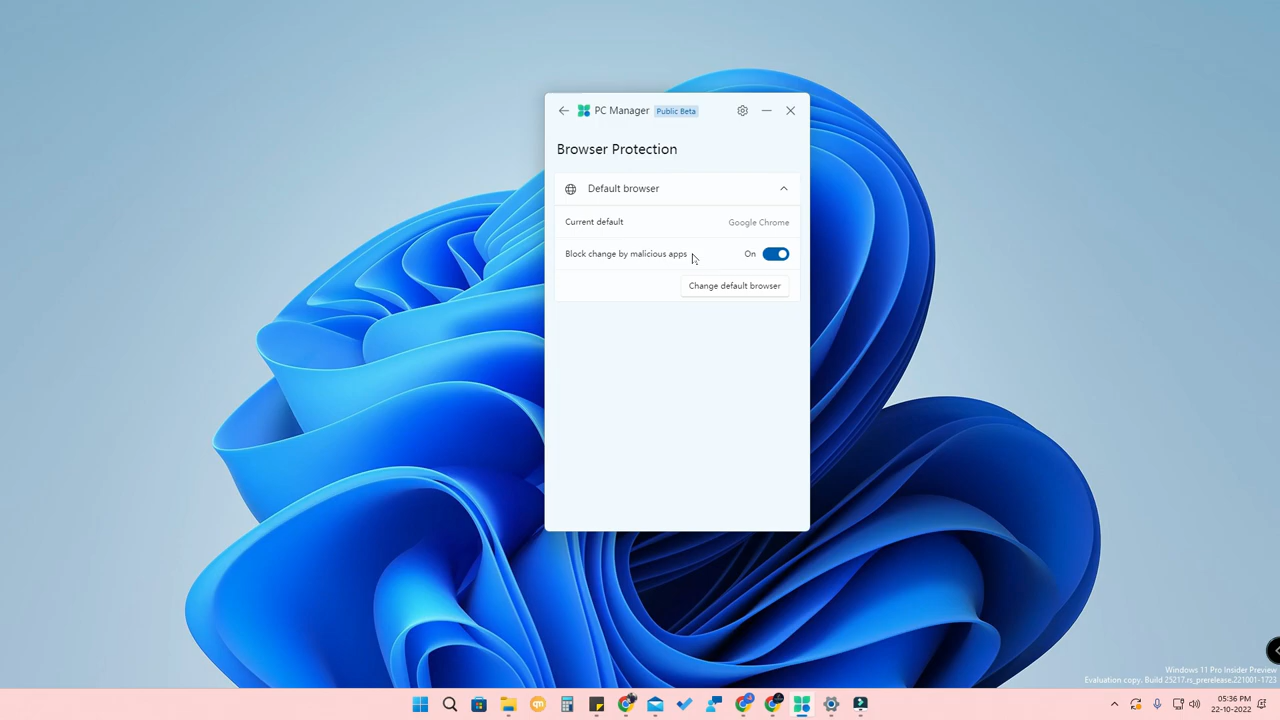 PC Manager Public Beta
Browser Protection
Default browser
Current default Google Chrome
Block change by malicious apps On
Change default browser
Windows 11 Pro Insider Preview
Evaluation copy. Build 25217.rs_prerelease.221001-1723
05:36 PM
22-10-2022